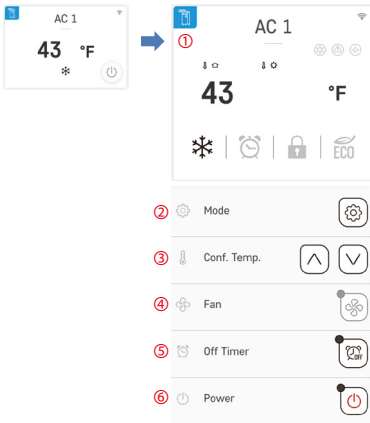 AC 1
43 °F
AC 1
①
43 °F
ECO
② Mode
③ Conf. Temp.
④ Fan
⑤ Off Timer
OFF
⑥ Power